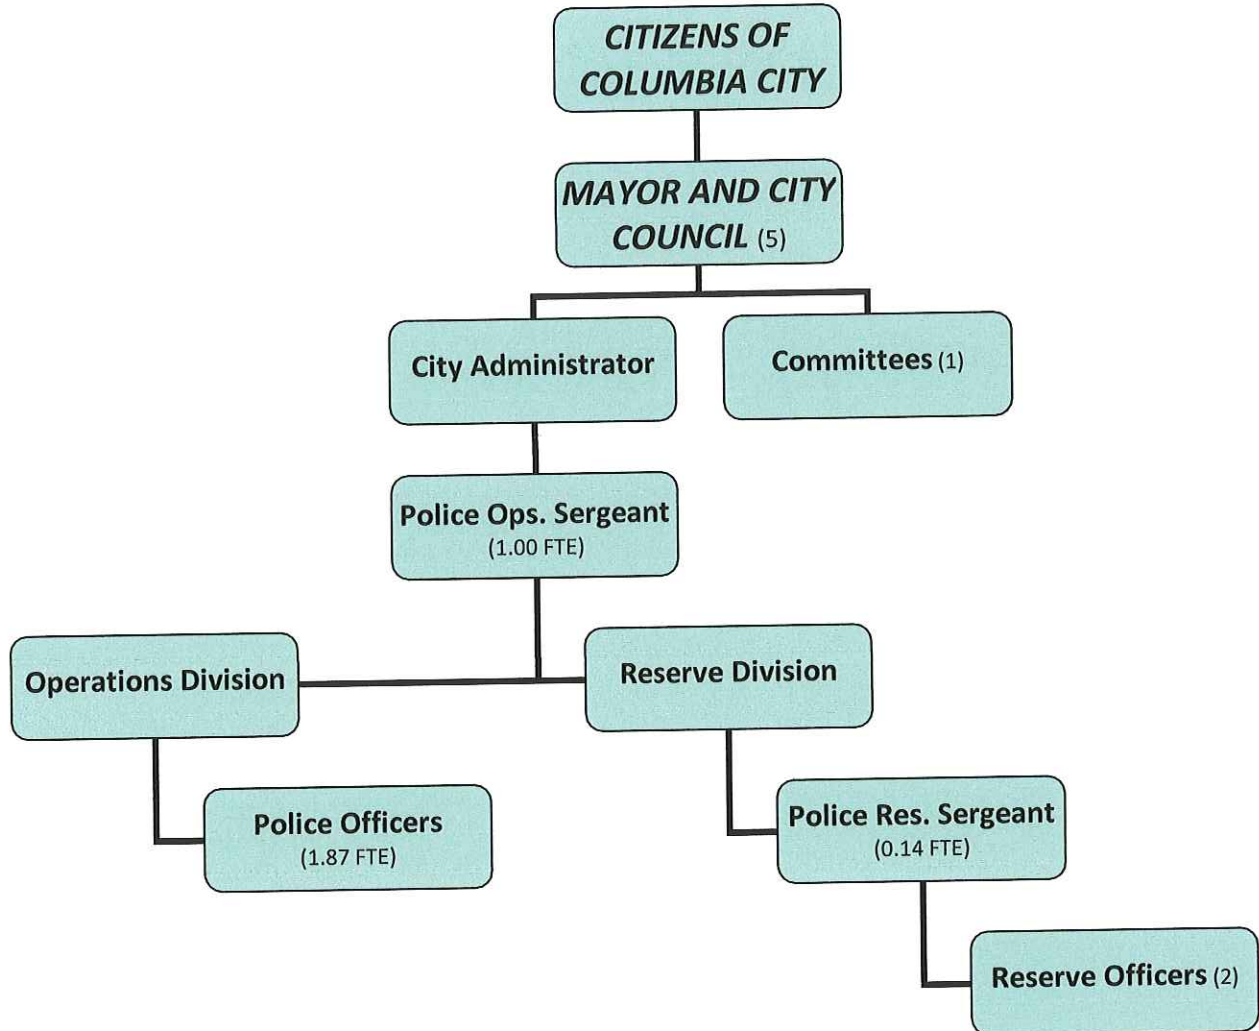 CITIZENS OF
COLUMBIA CITY
MAYOR AND CITY
COUNCIL (5)
City Administrator
Committees (1)
Police Ops. Sergeant
(1.00 FTE)
Operations Division
Reserve Division
Police Officers
(1.87 FTE)
Police Res. Sergeant
(0.14 FTE)
Reserve Officers (2)